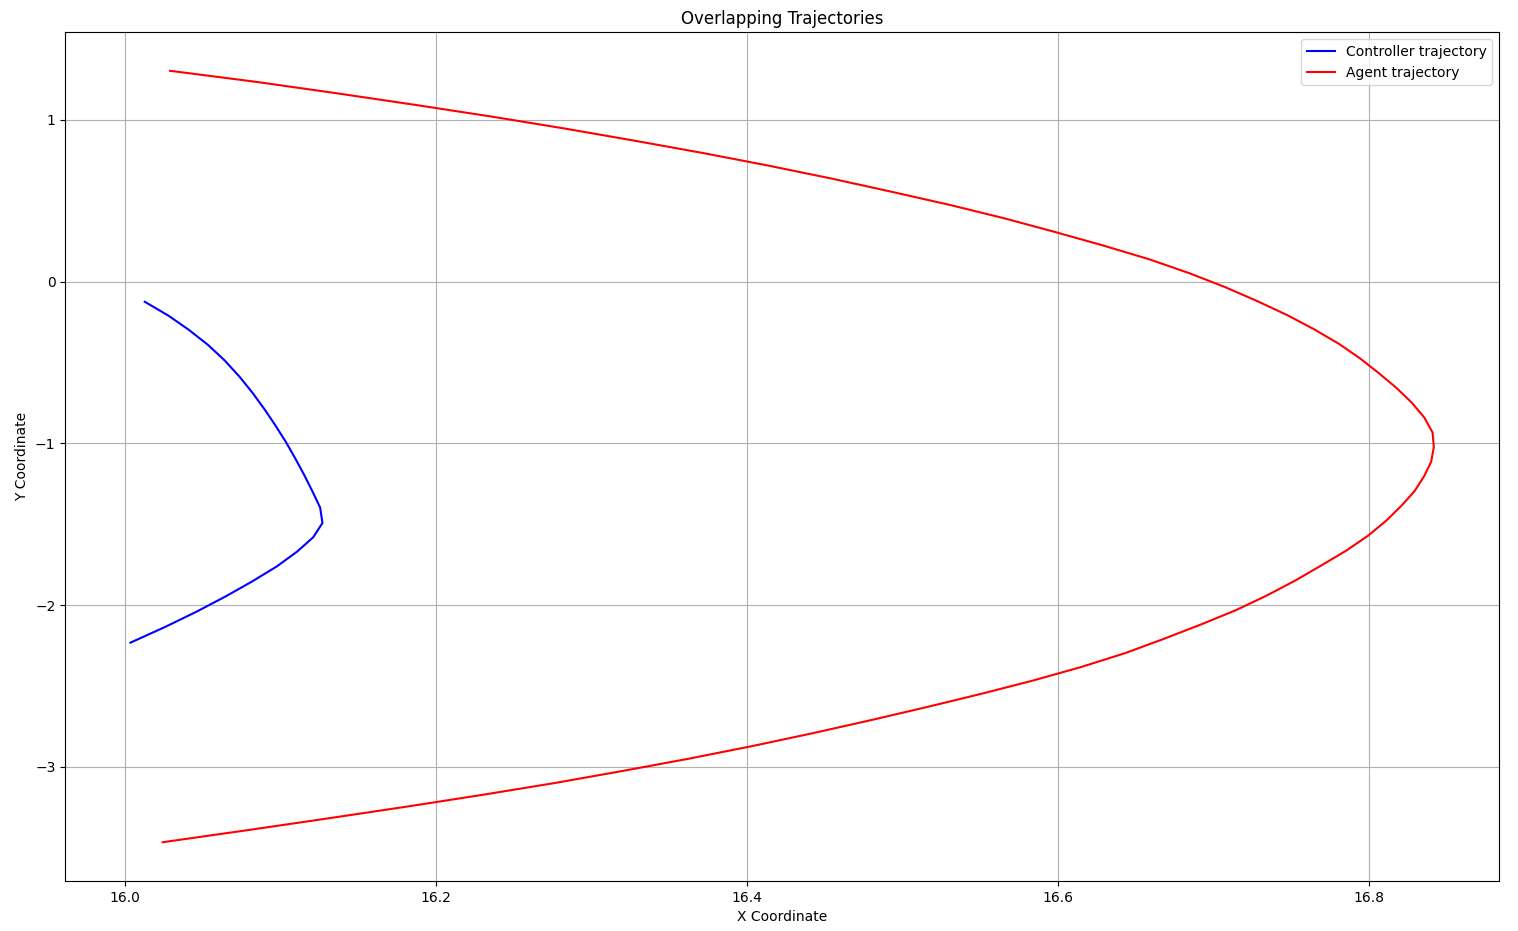 Overlapping Trajectories
Controller trajectory
Agent trajectory
Y Coordinate
1
0
−1
−2
−3
16.0 16.2 16.4 16.6 16.8
X Coordinate